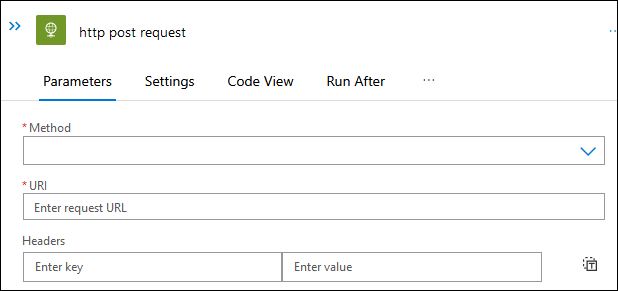 http post request
Parameters Settings Code View Run After ...
* Method
* URI
Enter request URL
Headers
Enter key Enter value